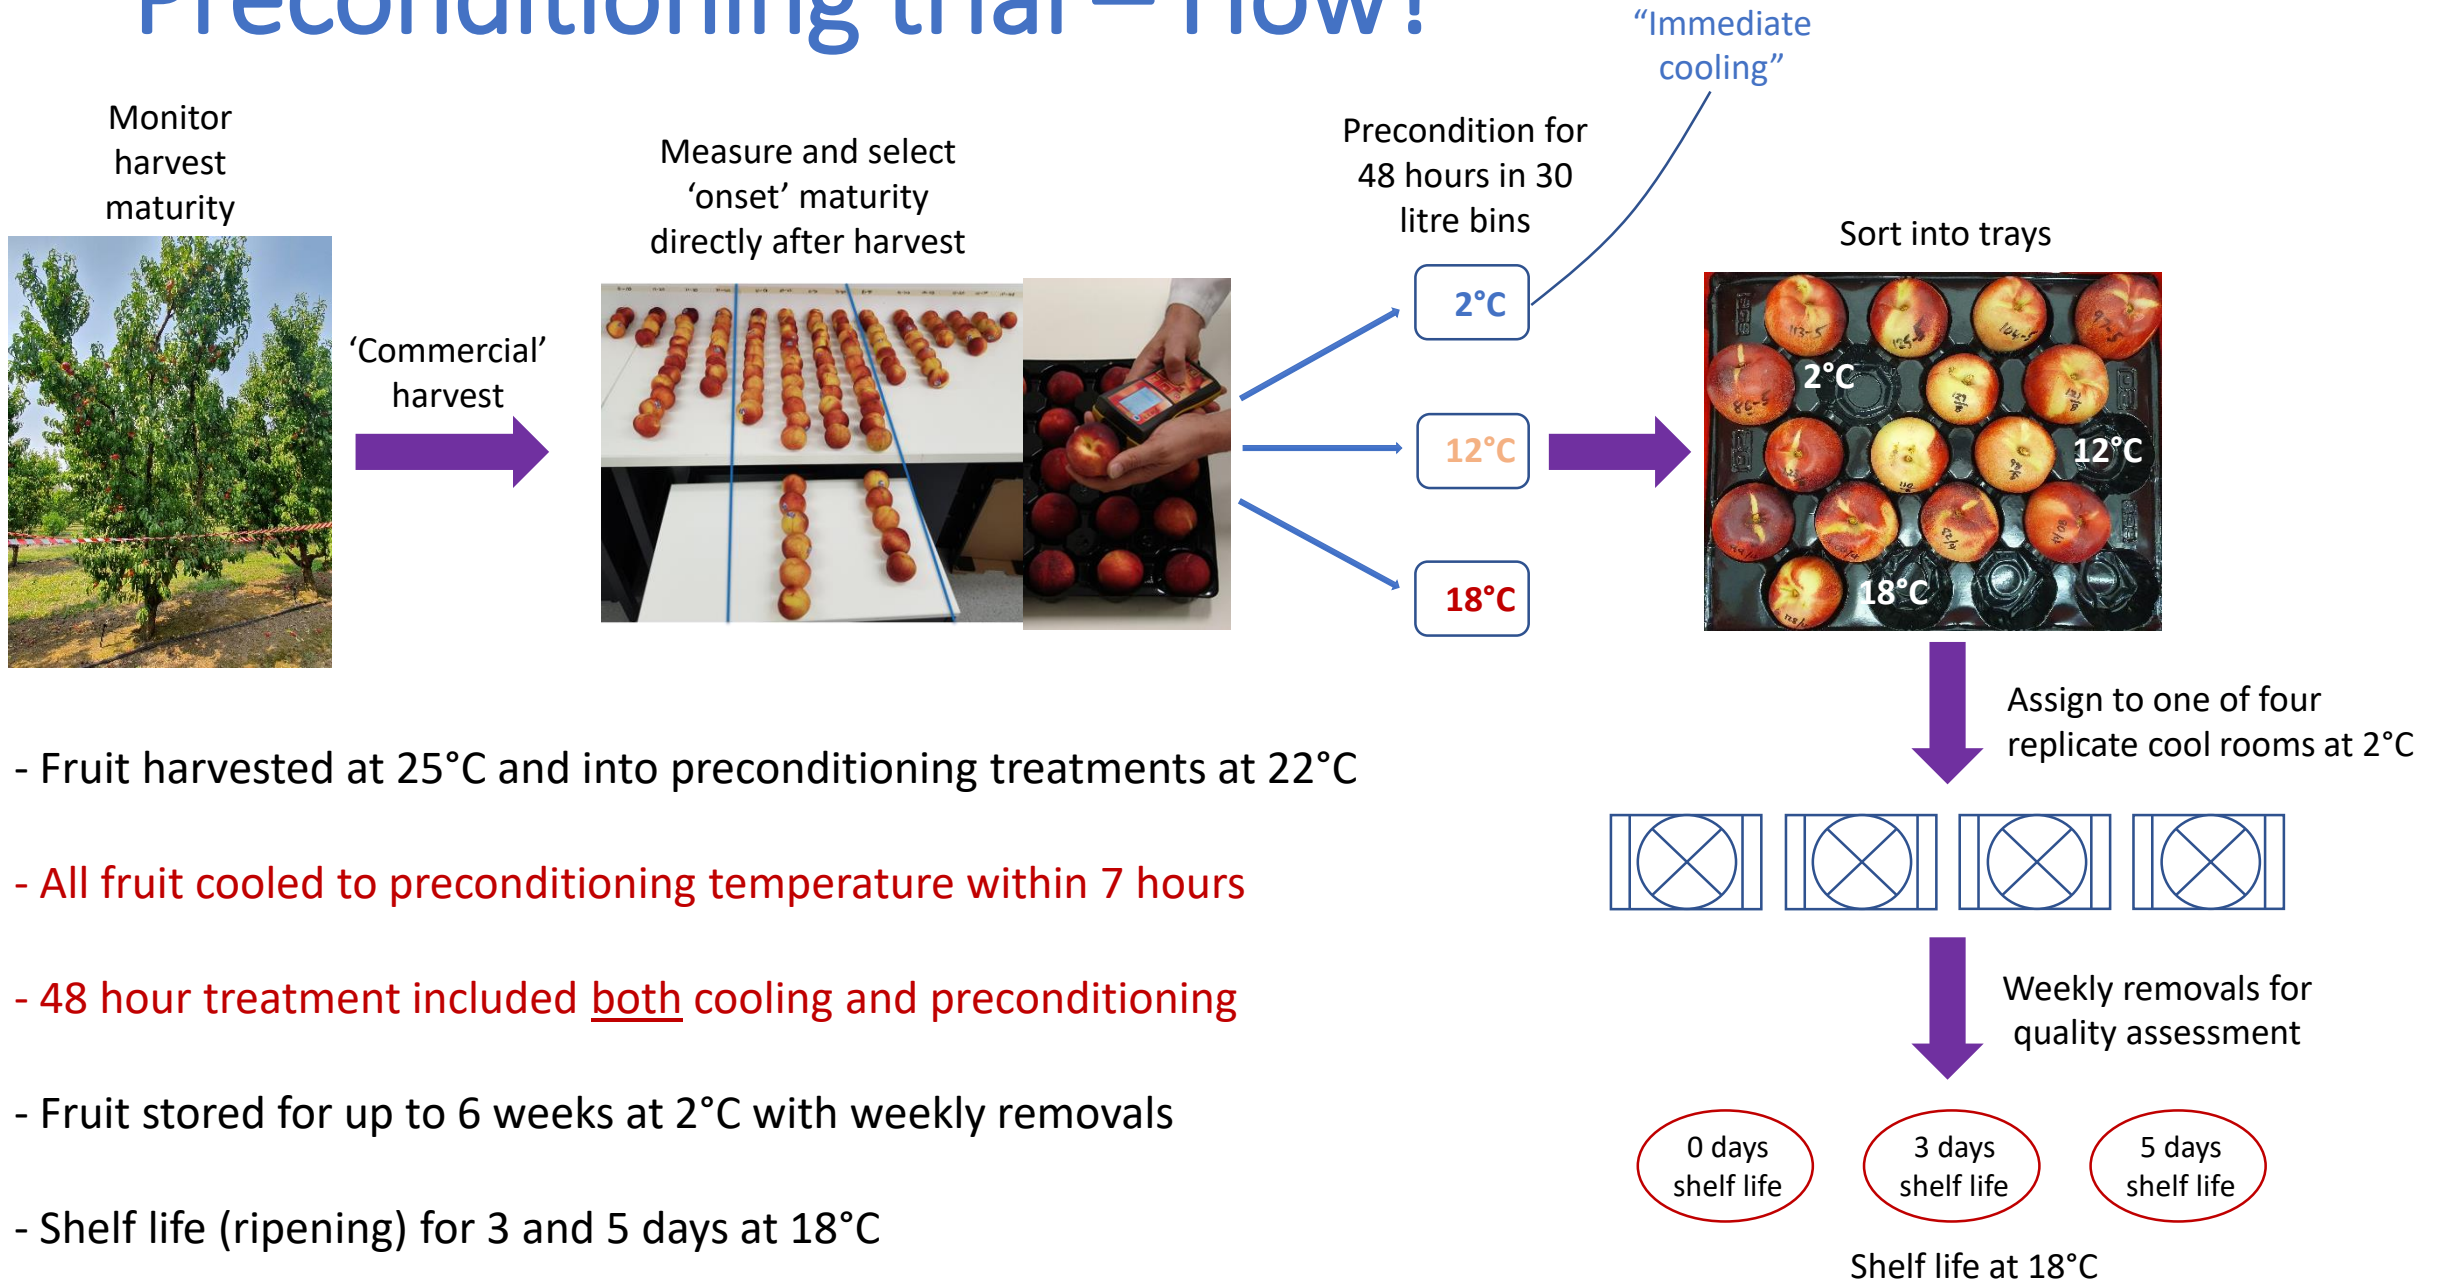 Preconditioning trial – How?
"Immediate
cooling"
Monitor
harvest
maturity
'Commercial'
harvest
Measure and select
'onset' maturity
directly after harvest
Precondition for
48 hours in 30
litre bins
2°C
12°C
18°C
Sort into trays
2°C
12°C
18°C
Assign to one of four
replicate cool rooms at 2°C
Weekly removals for
quality assessment
0 days
shelf life
3 days
shelf life
5 days
shelf life
Shelf life at 18°C
- Fruit harvested at 25°C and into preconditioning treatments at 22°C
- All fruit cooled to preconditioning temperature within 7 hours
- 48 hour treatment included both cooling and preconditioning
- Fruit stored for up to 6 weeks at 2°C with weekly removals
- Shelf life (ripening) for 3 and 5 days at 18°C